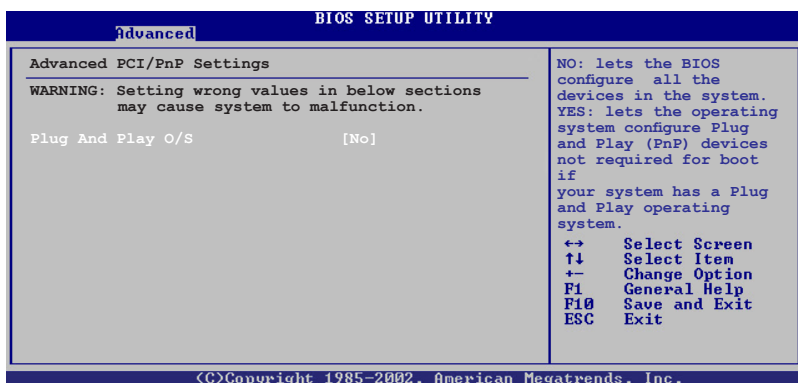 BIOS SETUP UTILITY
Advanced
Advanced PCI/PnP Settings
WARNING: Setting wrong values in below sections
may cause system to malfunction.
Plug And Play O/S [No]
NO: lets the BIOS
configure all the
devices in the system.
YES: lets the operating
system configure Plug
and Play (PnP) devices
not required for boot
if
your system has a Plug
and Play operating
system.
↔ Select Screen
↑↓ Select Item
+- Change Option
F1 General Help
F10 Save and Exit
ESC Exit
(C)Copyright 1985-2002, American Megatrends, Inc.